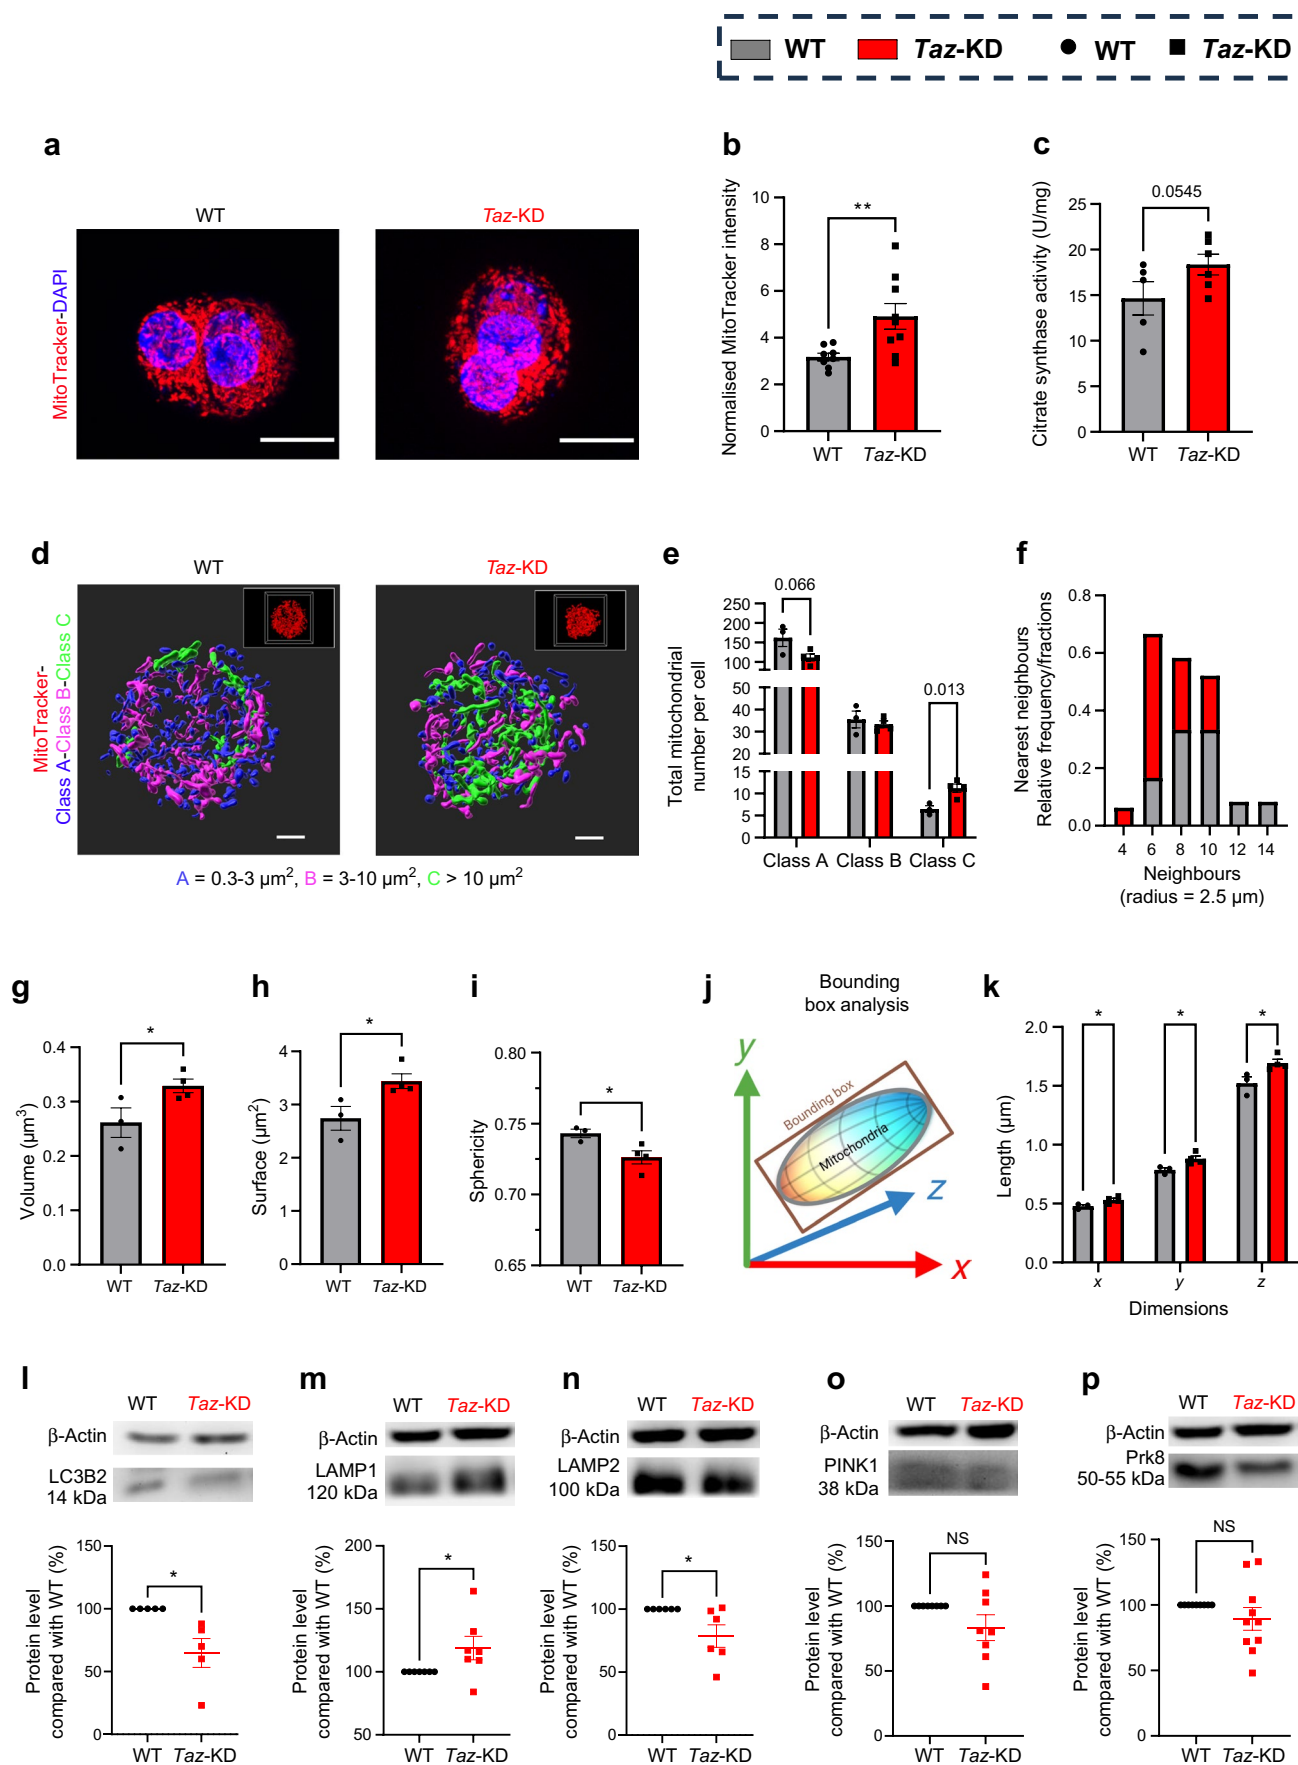 WT Taz-KD WT Taz-KD
a
WT
Taz-KD
MitoTracker-DAPI
b
Normalised MitoTracker intensity
10
8
6
4
2
0
**
WT Taz-KD
c
Citrate synthase activity (U/mg)
25
20
15
10
5
0
0.0545
WT Taz-KD
d
WT
Taz-KD
MitoTracker-
Class A-Class B-Class C
A = 0.3-3 µm², B = 3-10 µm², C > 10 µm²
e
Total mitochondrial
number per cell
250
200
150
100
50
40
30
20
15
10
5
0
0.066
0.013
Class A Class B Class C
f
Nearest neighbours
Relative frequency/fractions
0.8
0.6
0.4
0.2
0.0
4 6 8 10 12 14
Neighbours
(radius = 2.5 µm)
g
Volume (µm³)
0.4
0.3
0.2
0.1
0.0
*
WT Taz-KD
h
Surface (µm²)
4
3
2
1
0
*
WT Taz-KD
i
Sphericity
0.80
0.75
0.70
0.65
*
WT Taz-KD
j
Bounding
box analysis
y
Bounding box
Mitochondria
z
x
k
Length (µm)
2.0
1.5
1.0
0.5
0.0
* * *
x y z
Dimensions
l
WT Taz-KD
β-Actin
LC3B2
14 kDa
Protein level
compared with WT (%)
150
100
50
0
*
WT Taz-KD
m
WT Taz-KD
β-Actin
LAMP1
120 kDa
Protein level
compared with WT (%)
200
150
100
50
*
WT Taz-KD
n
WT Taz-KD
β-Actin
LAMP2
100 kDa
Protein level
compared with WT (%)
150
100
50
0
*
WT Taz-KD
o
WT Taz-KD
β-Actin
PINK1
38 kDa
Protein level
compared with WT (%)
150
100
50
0
NS
WT Taz-KD
p
WT Taz-KD
β-Actin
Prk8
50-55 kDa
Protein level
compared with WT (%)
150
100
50
0
NS
WT Taz-KD